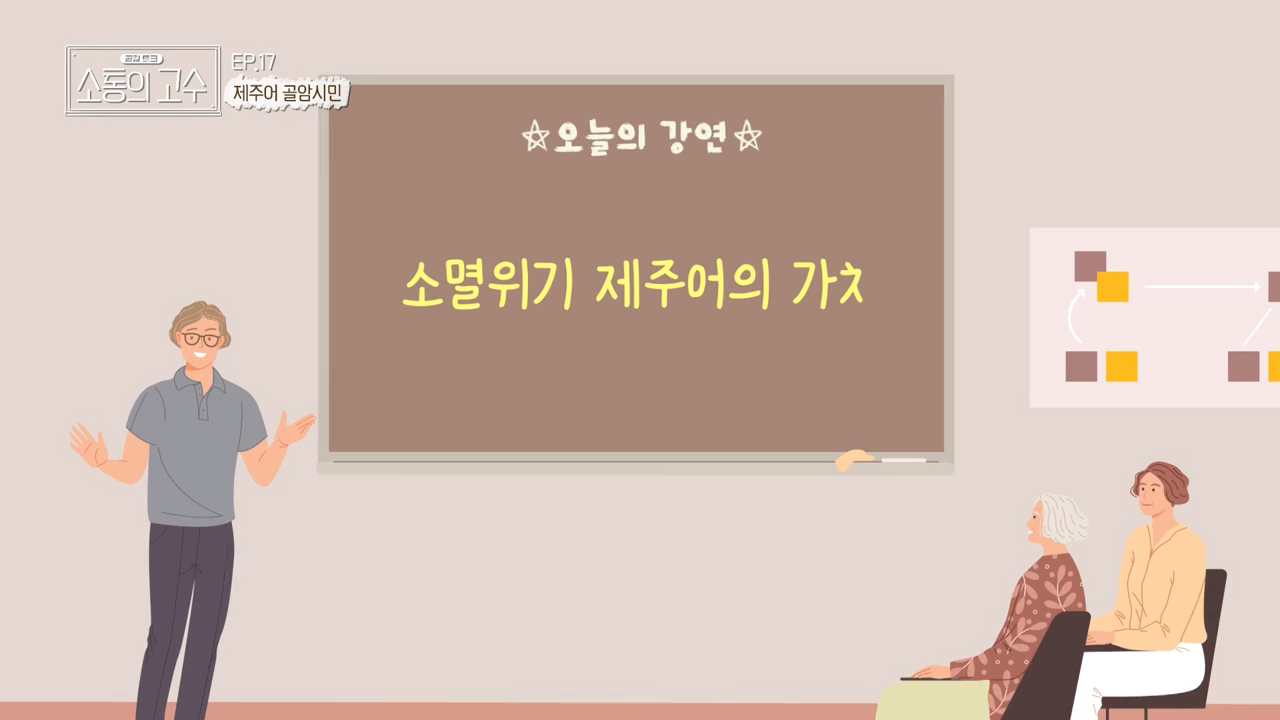 공감 토크
소통의 고수
EP.17
제주어 골암시민
☆오늘의 강연☆
소멸위기 제주어의 가ㅊ